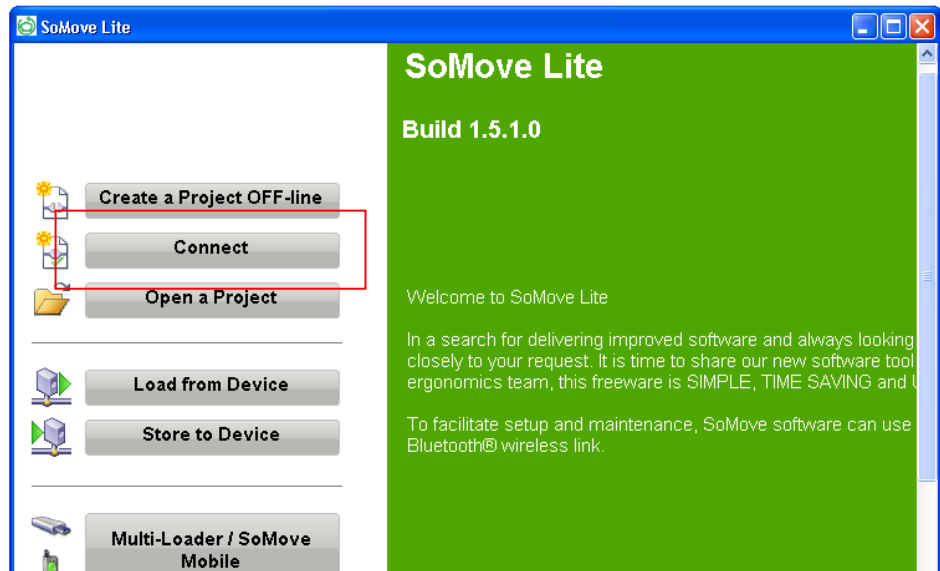 SoMove Lite
SoMove Lite
Build 1.5.1.0
Create a Project OFF-line
Connect
Open a Project
Welcome to SoMove Lite
In a search for delivering improved software and always looking
closely to your request. It is time to share our new software tool
ergonomics team, this freeware is SIMPLE, TIME SAVING and
To facilitate setup and maintenance, SoMove software can use
Bluetooth® wireless link.
Load from Device
Store to Device
Multi-Loader / SoMove
Mobile